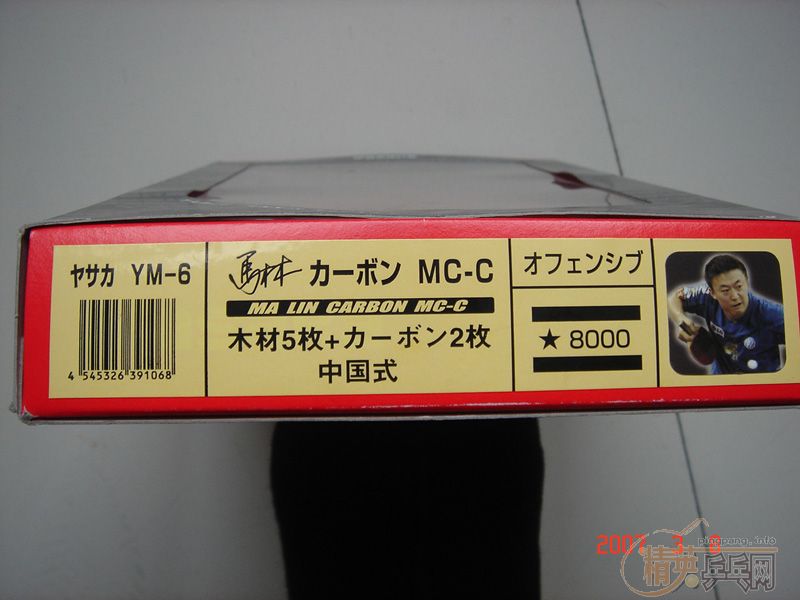 ヤサカ YM-6
4 545326 391068
馬林 カーボン MC-C
MA LIN CARBON MC-C
木材5枚+カーボン2枚
中国式
オフェンシブ
★ 8000
2007 3 8
pingpang.info
精英乒乓网